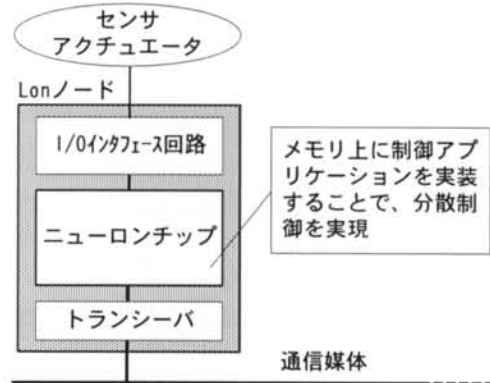 センサ
アクチュエータ
Lonノード
I/Oインタフェース回路
ニューロンチップ
トランシーバ
メモリ上に制御アプ
リケーションを実装
することで、分散制
御を実現
通信媒体